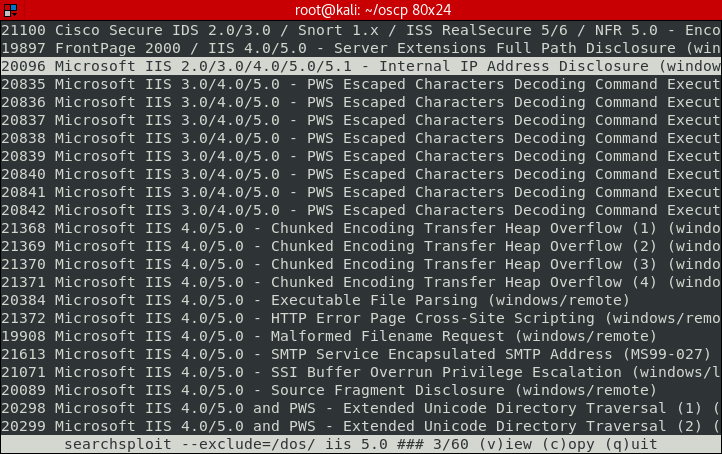 root@kali: ~/oscp 80x24
21100 Cisco Secure IDS 2.0/3.0 / Snort 1.x / ISS RealSecure 5/6 / NFR 5.0 - Enco
19897 FrontPage 2000 / IIS 4.0/5.0 - Server Extensions Full Path Disclosure (win
20096 Microsoft IIS 2.0/3.0/4.0/5.0/5.1 - Internal IP Address Disclosure (window
20835 Microsoft IIS 3.0/4.0/5.0 - PWS Escaped Characters Decoding Command Execut
20836 Microsoft IIS 3.0/4.0/5.0 - PWS Escaped Characters Decoding Command Execut
20837 Microsoft IIS 3.0/4.0/5.0 - PWS Escaped Characters Decoding Command Execut
20838 Microsoft IIS 3.0/4.0/5.0 - PWS Escaped Characters Decoding Command Execut
20839 Microsoft IIS 3.0/4.0/5.0 - PWS Escaped Characters Decoding Command Execut
20840 Microsoft IIS 3.0/4.0/5.0 - PWS Escaped Characters Decoding Command Execut
20841 Microsoft IIS 3.0/4.0/5.0 - PWS Escaped Characters Decoding Command Execut
20842 Microsoft IIS 3.0/4.0/5.0 - PWS Escaped Characters Decoding Command Execut
21368 Microsoft IIS 4.0/5.0 - Chunked Encoding Transfer Heap Overflow (1) (windo
21369 Microsoft IIS 4.0/5.0 - Chunked Encoding Transfer Heap Overflow (2) (windo
21370 Microsoft IIS 4.0/5.0 - Chunked Encoding Transfer Heap Overflow (3) (windo
21371 Microsoft IIS 4.0/5.0 - Chunked Encoding Transfer Heap Overflow (4) (windo
20384 Microsoft IIS 4.0/5.0 - Executable File Parsing (windows/remote)
21372 Microsoft IIS 4.0/5.0 - HTTP Error Page Cross-Site Scripting (windows/remo
19908 Microsoft IIS 4.0/5.0 - Malformed Filename Request (windows/remote)
21613 Microsoft IIS 4.0/5.0 - SMTP Service Encapsulated SMTP Address (MS99-027)
21071 Microsoft IIS 4.0/5.0 - SSI Buffer Overrun Privilege Escalation (windows/l
20089 Microsoft IIS 4.0/5.0 - Source Fragment Disclosure (windows/remote)
20298 Microsoft IIS 4.0/5.0 and PWS - Extended Unicode Directory Traversal (1) (
20299 Microsoft IIS 4.0/5.0 and PWS - Extended Unicode Directory Traversal (2) (
searchsploit --exclude=/dos/ iis 5.0 ### 3/60 (v)iew (c)opy (q)uit